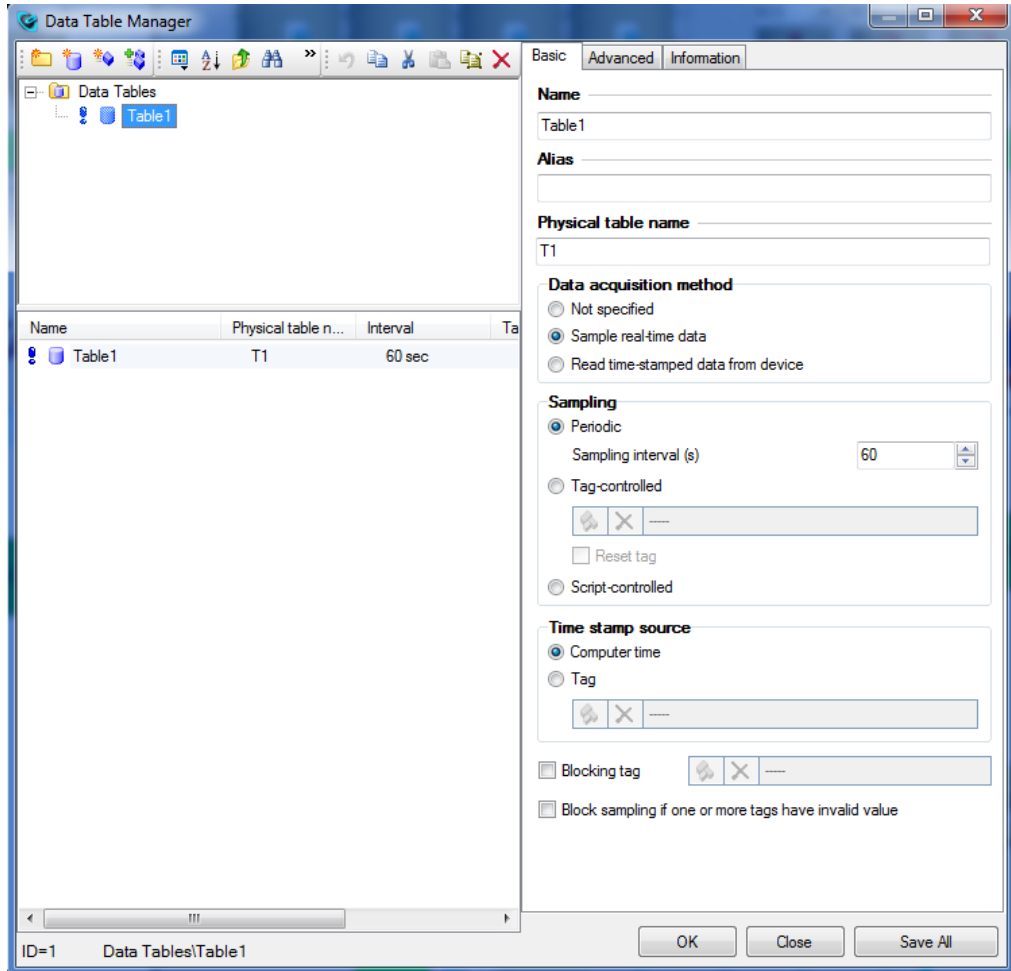 Data Table Manager
»
Data Tables
Table1
Name Physical table n... Interval Ta
Table1 T1 60 sec
ID=1 Data Tables\Table1
Basic Advanced Information
Name
Table1
Alias
Physical table name
T1
Data acquisition method
Not specified
Sample real-time data
Read time-stamped data from device
Sampling
Periodic
Sampling interval (s) 60
Tag-controlled
-----
Reset tag
Script-controlled
Time stamp source
Computer time
Tag
-----
Blocking tag -----
Block sampling if one or more tags have invalid value
OK Close Save All